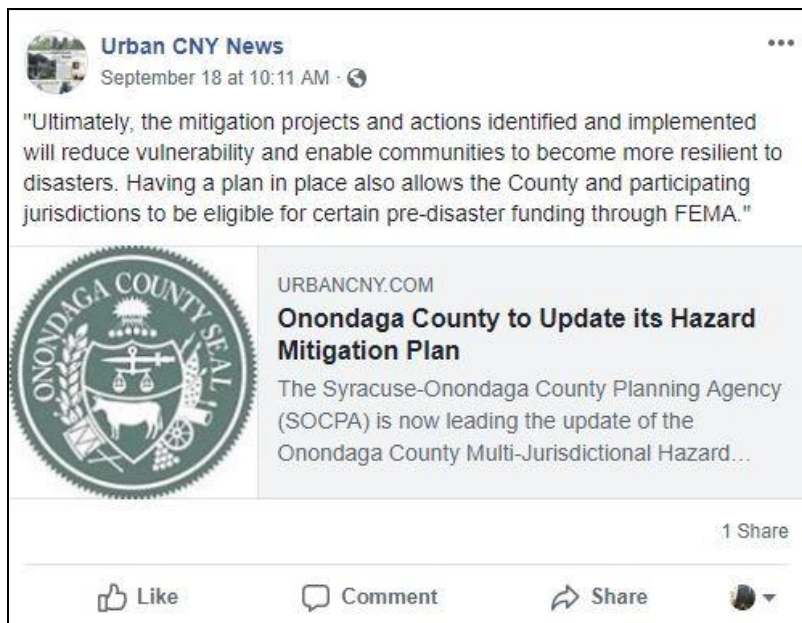 Urban CNY News
September 18 at 10:11 AM ·
"Ultimately, the mitigation projects and actions identified and implemented
will reduce vulnerability and enable communities to become more resilient to
disasters. Having a plan in place also allows the County and participating
jurisdictions to be eligible for certain pre-disaster funding through FEMA."
ONONDAGA COUNTY SEAL
URBANCNY.COM
Onondaga County to Update its Hazard
Mitigation Plan
The Syracuse-Onondaga County Planning Agency
(SOCPA) is now leading the update of the
Onondaga County Multi-Jurisdictional Hazard...
1 Share
Like Comment Share